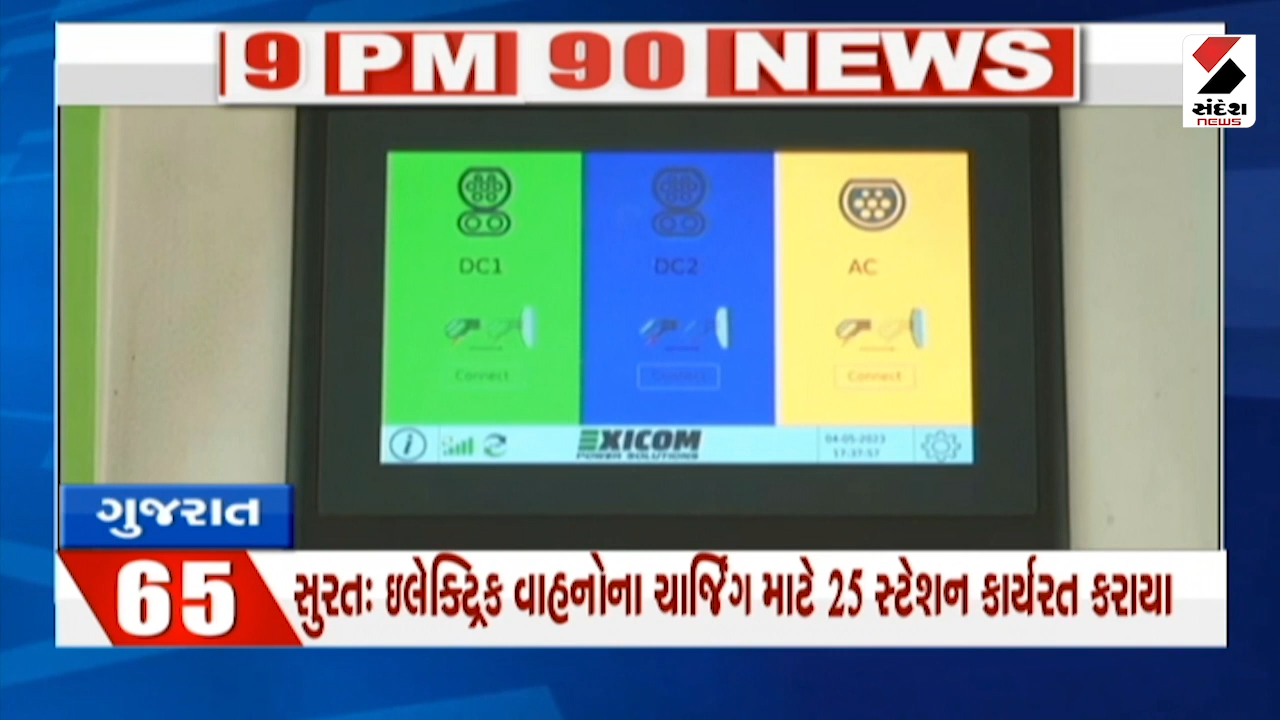 9 PM 90 NEWS
સંદેશ
NEWS
DC1
DC2
AC
Connect
Connect
EXICOM
POWER SOLUTIONS
04-05-2023
17:37:57
ગુજરાત
65
સુરતઃ ઇલેક્ટ્રિક વાહનોના ચાર્જિંગ માટે 25 સ્ટેશન કાર્યરત કરાયા